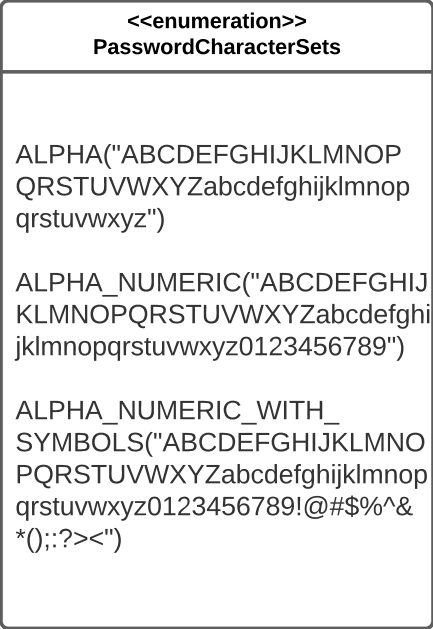 <<enumeration>>
PasswordCharacterSets
ALPHA("ABCDEFGHIJKLMNOP
QRSTUVWXYZabcdefghijklmnop
qrstuvwxyz")
ALPHA_NUMERIC("ABCDEFGHIJ
KLMNOPQRSTUVWXYZabcdefghi
jklmnopqrstuvwxyz0123456789")
ALPHA_NUMERIC_WITH_
SYMBOLS("ABCDEFGHIJKLMNO
PQRSTUVWXYZabcdefghijklmnop
qrstuvwxyz0123456789!@#$%^&
*();:?><")